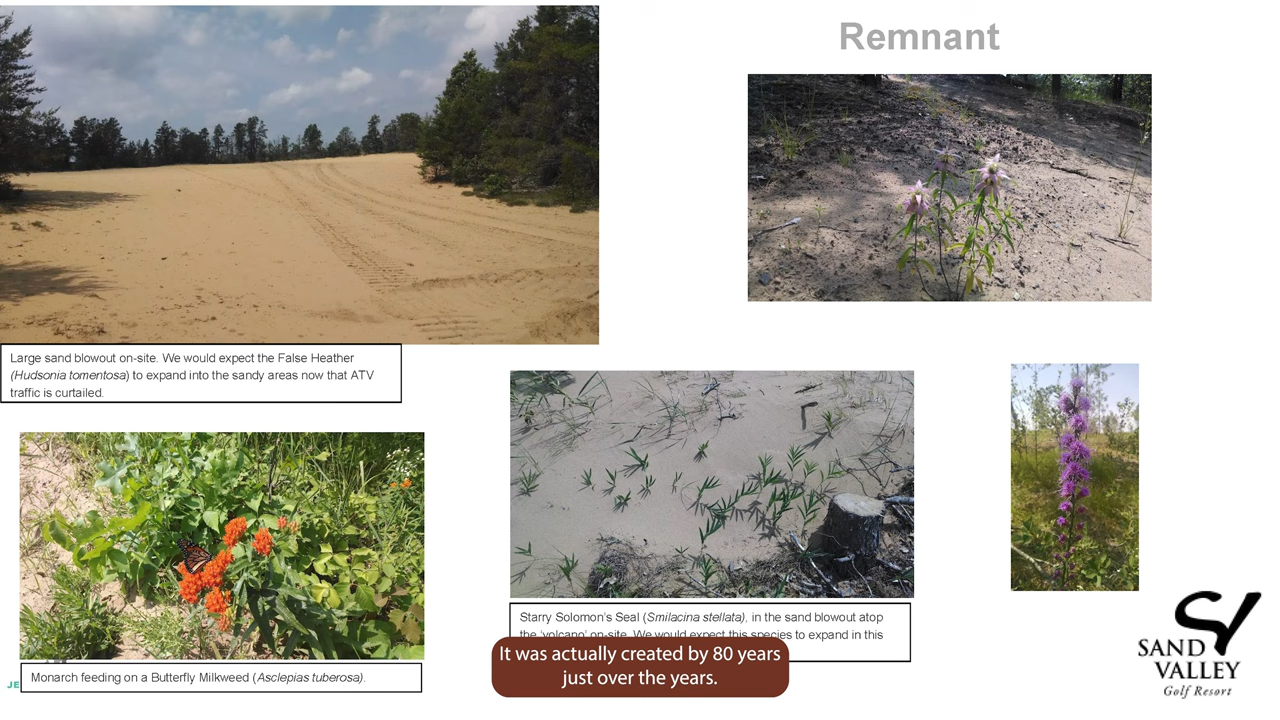 Remnant
Large sand blowout on-site. We would expect the False Heather
(Hudsonia tomentosa) to expand into the sandy areas now that ATV
traffic is curtailed.
Starry Solomon's Seal (Smilacina stellata), in the sand blowout atop
the 'volcano' on-site. We would expect this species to expand in this
Monarch feeding on a Butterfly Milkweed (Asclepias tuberosa).
JE
It was actually created by 80 years
just over the years.
SAND
VALLEY
Golf Resort